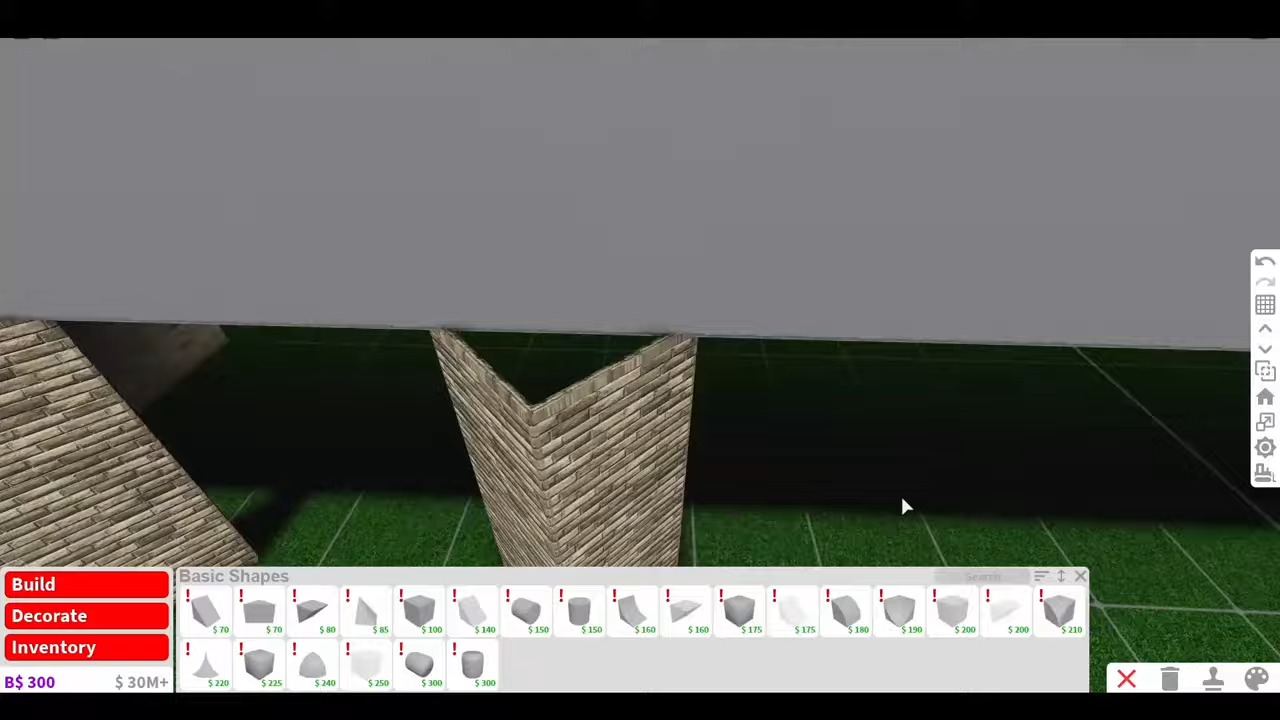 Basic Shapes
Search
Build
Decorate
Inventory
B$ 300
$ 30M+
! ! ! ! ! ! ! ! ! ! ! ! ! ! ! ! !
$ 70 $ 70 $ 80 $ 85 $ 100 $ 140 $ 150 $ 150 $ 160 $ 160 $ 175 $ 175 $ 180 $ 190 $ 200 $ 200 $ 210
! ! ! ! ! !
$ 220 $ 225 $ 240 $ 250 $ 300 $ 300